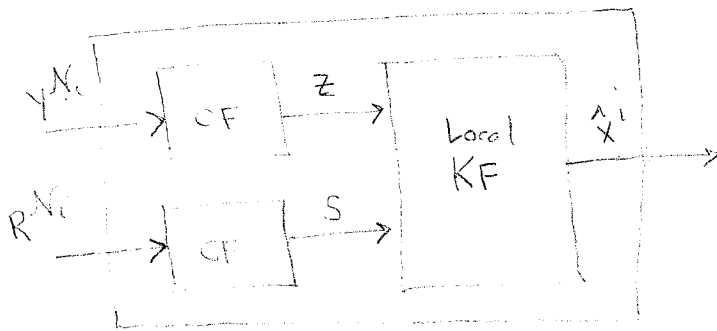 Y^{N_i}
CF
Z
Local
KF
x̂^i
R^{N_i}
CF
S